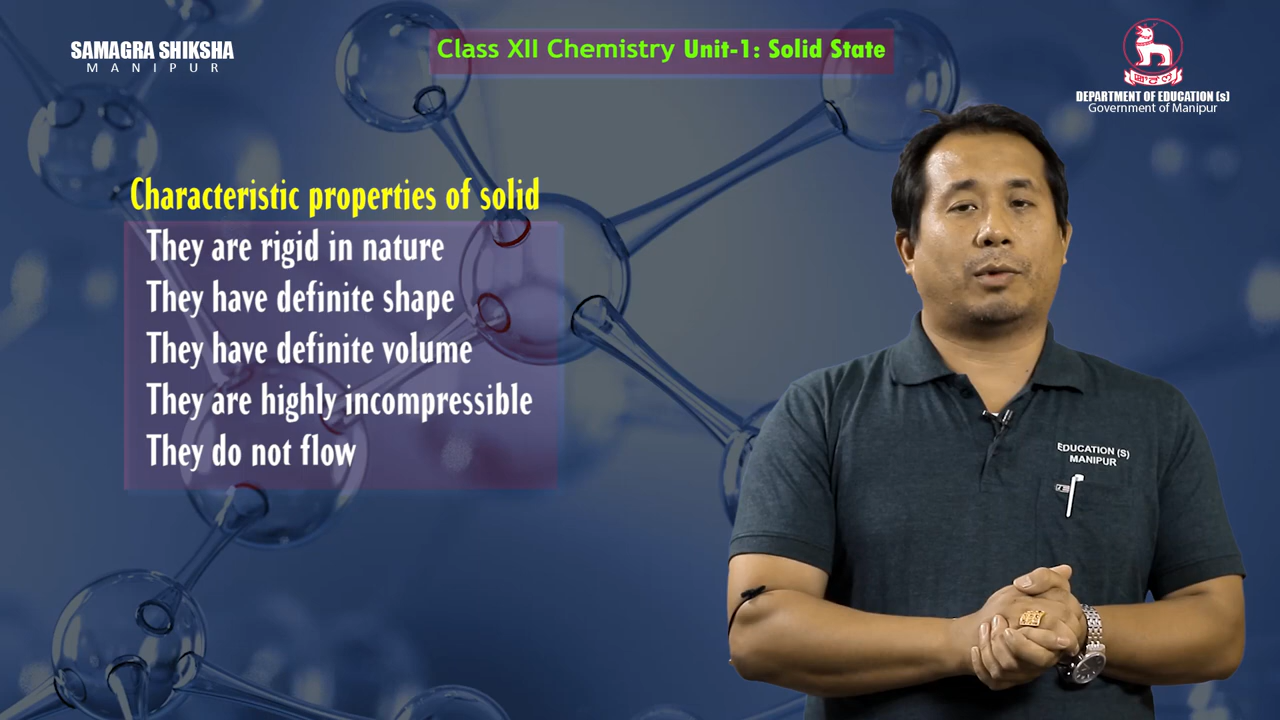 SAMAGRA SHIKSHA
MANIPUR
Class XII Chemistry Unit-1: Solid State
DEPARTMENT OF EDUCATION (s)
Government of Manipur
Characteristic properties of solid
They are rigid in nature
They have definite shape
They have definite volume
They are highly incompressible
They do not flow
EDUCATION (S)
MANIPUR